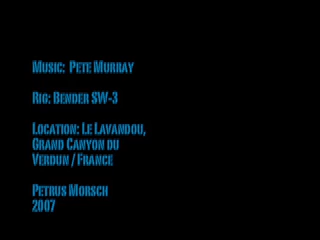 Music: Pete Murray
Rig: Bender SW-3
Location: Le Lavandou,
Grand Canyon du
Verdun / France
Petrus Morsch
2007